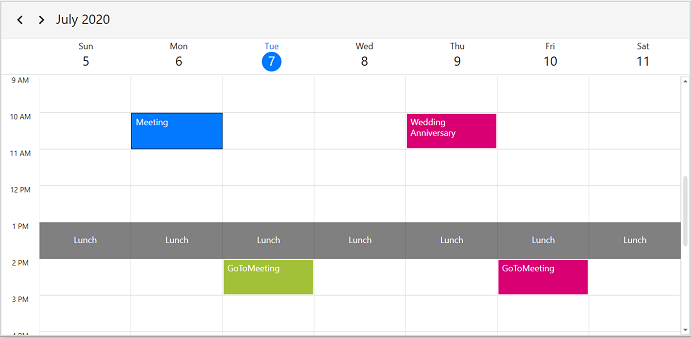 July 2020
Sun Mon Tue Wed Thu Fri Sat
5 6 7 8 9 10 11
9 AM
10 AM
Meeting
Wedding
Anniversary
11 AM
12 PM
1 PM
Lunch Lunch Lunch Lunch Lunch Lunch Lunch
2 PM
GoToMeeting GoToMeeting
3 PM